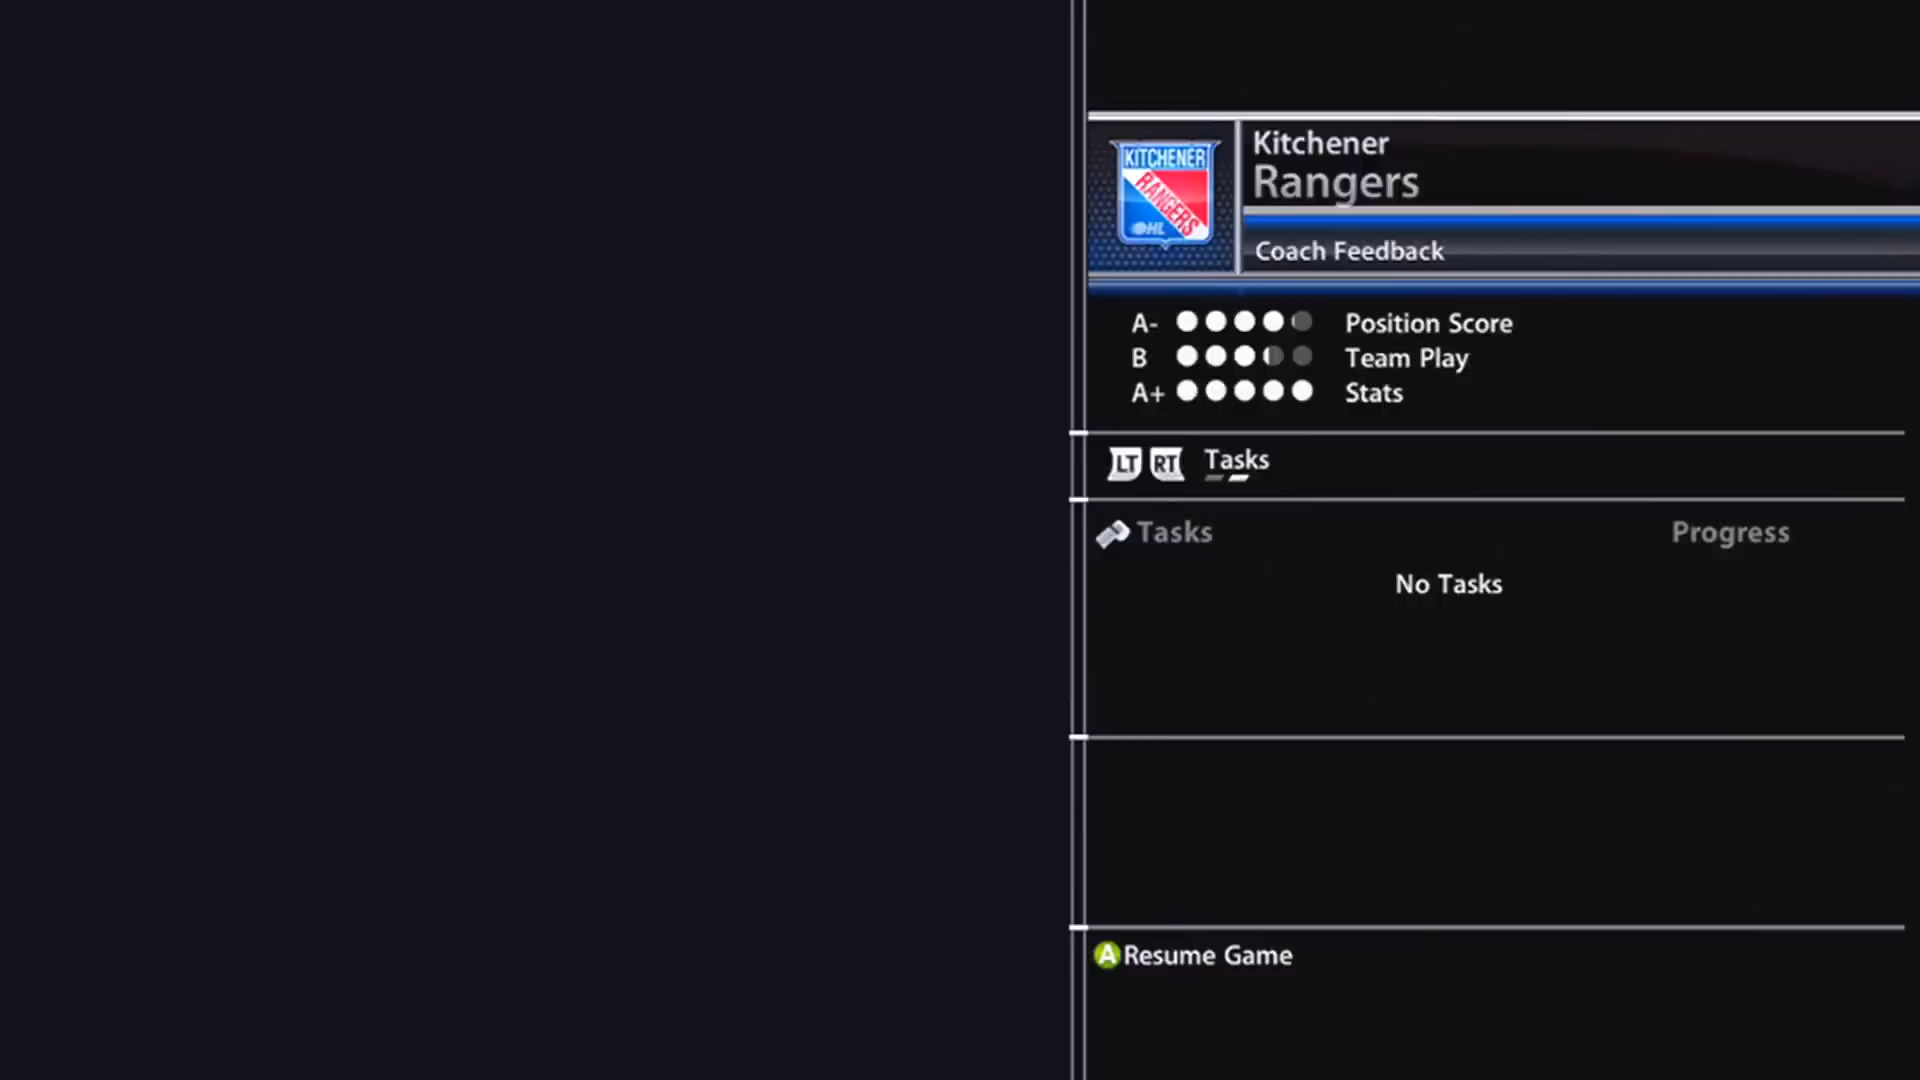 KITCHENER
RANGERS
OHL
Kitchener
Rangers
Coach Feedback
A- Position Score
B Team Play
A+ Stats
LT RT Tasks
Tasks Progress
No Tasks
A Resume Game